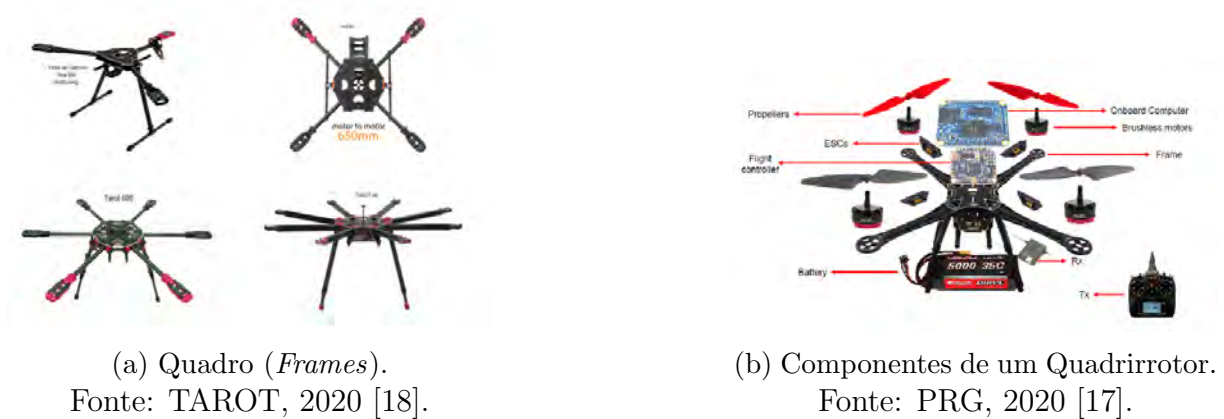 motor to motor
650mm
Tarot 685
Propellers
Onboard Computer
Brushless motors
ESCs
Frame
Flight
controller
Battery
5000 35C
Rx
Tx
(a) Quadro (Frames).
Fonte: TAROT, 2020 [18].
(b) Componentes de um Quadrirrotor.
Fonte: PRG, 2020 [17].